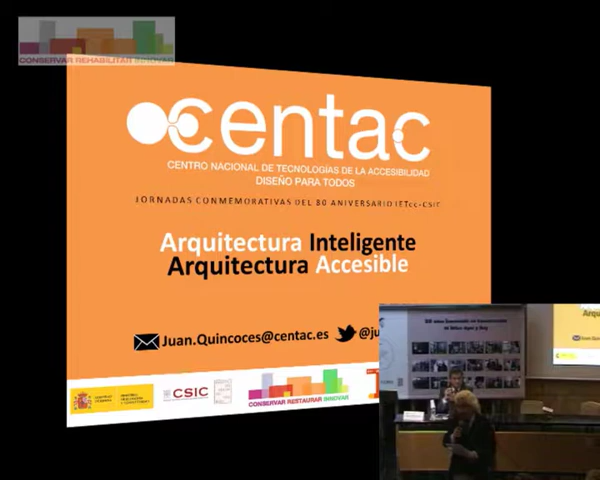 CONSERVAR REHABILITAR INNOVAR
centac
CENTRO NACIONAL DE TECNOLOGÍAS DE LA ACCESIBILIDAD
DISEÑO PARA TODOS
JORNADAS CONMEMORATIVAS DEL 80 ANIVERSARIO IETcc-CSIC
Arquitectura Inteligente
Arquitectura Accesible
Juan.Quincoces@centac.es
@ju
CSIC
CONSERVAR RESTAURAR INNOVAR